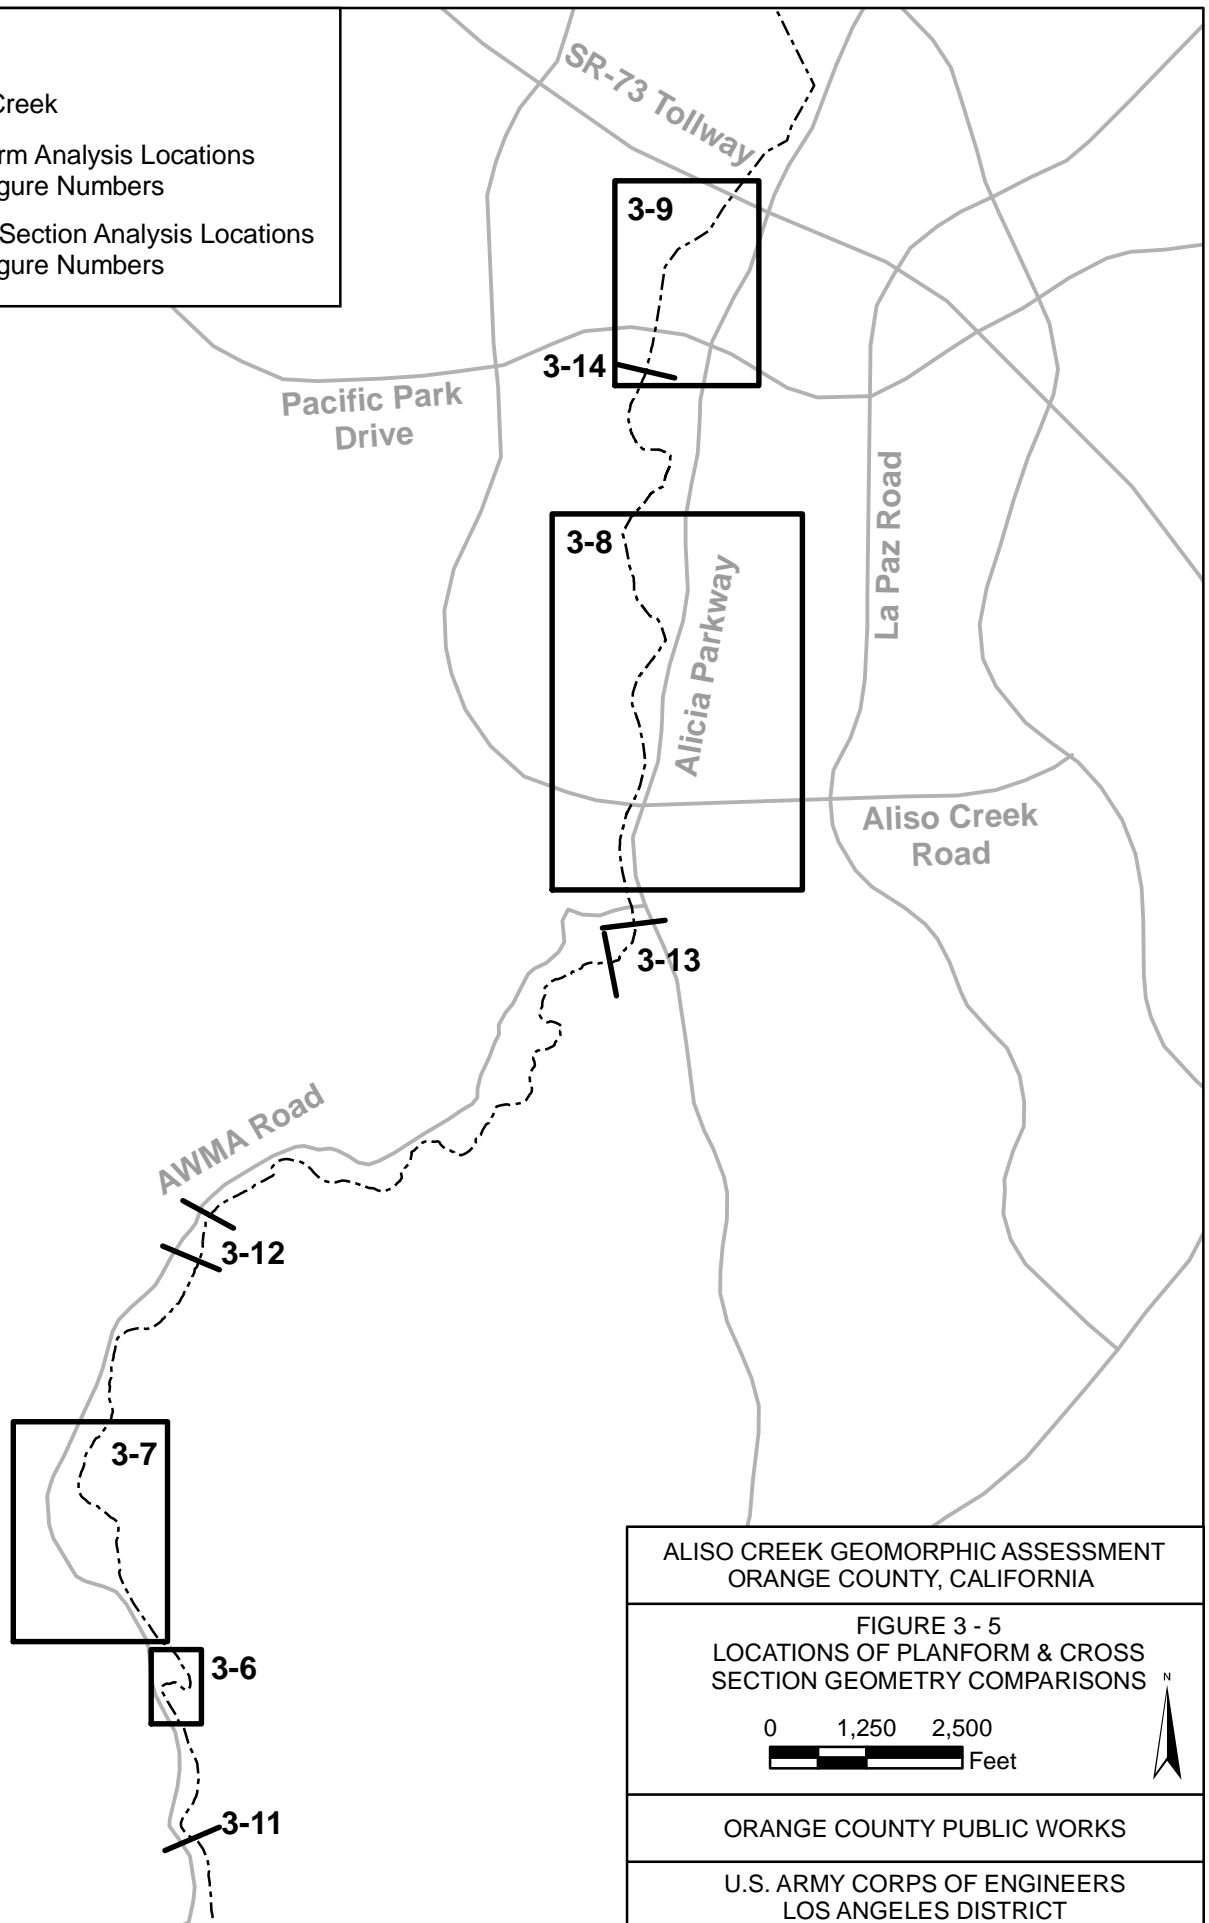 Creek
Analysis Locations
Numbers
Section Analysis Locations
Numbers
SR-73 Tollway
3-9
3-14
Pacific Park
Drive
3-8
La Paz Road
Alicia Parkway
Aliso Creek
Road
3-13
AWMA Road
3-12
3-7
3-6
3-11
ALISO CREEK GEOMORPHIC ASSESSMENT
ORANGE COUNTY, CALIFORNIA
FIGURE 3 - 5
LOCATIONS OF PLANFORM & CROSS
SECTION GEOMETRY COMPARISONS
N
0 1,250 2,500
Feet
ORANGE COUNTY PUBLIC WORKS
U.S. ARMY CORPS OF ENGINEERS
LOS ANGELES DISTRICT